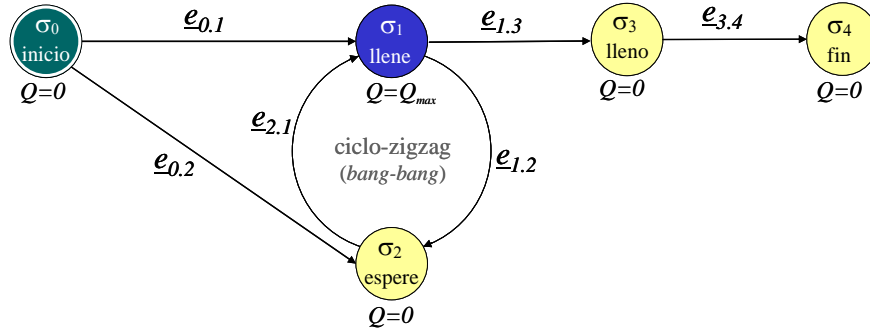 e0.1
e1.3
e3.4
σ0
inicio
σ1
llene
σ3
lleno
σ4
fin
Q=0
Q=Qmax
Q=0
Q=0
e2.1
e0.2
ciclo-zigzag
(bang-bang)
e1.2
σ2
espere
Q=0